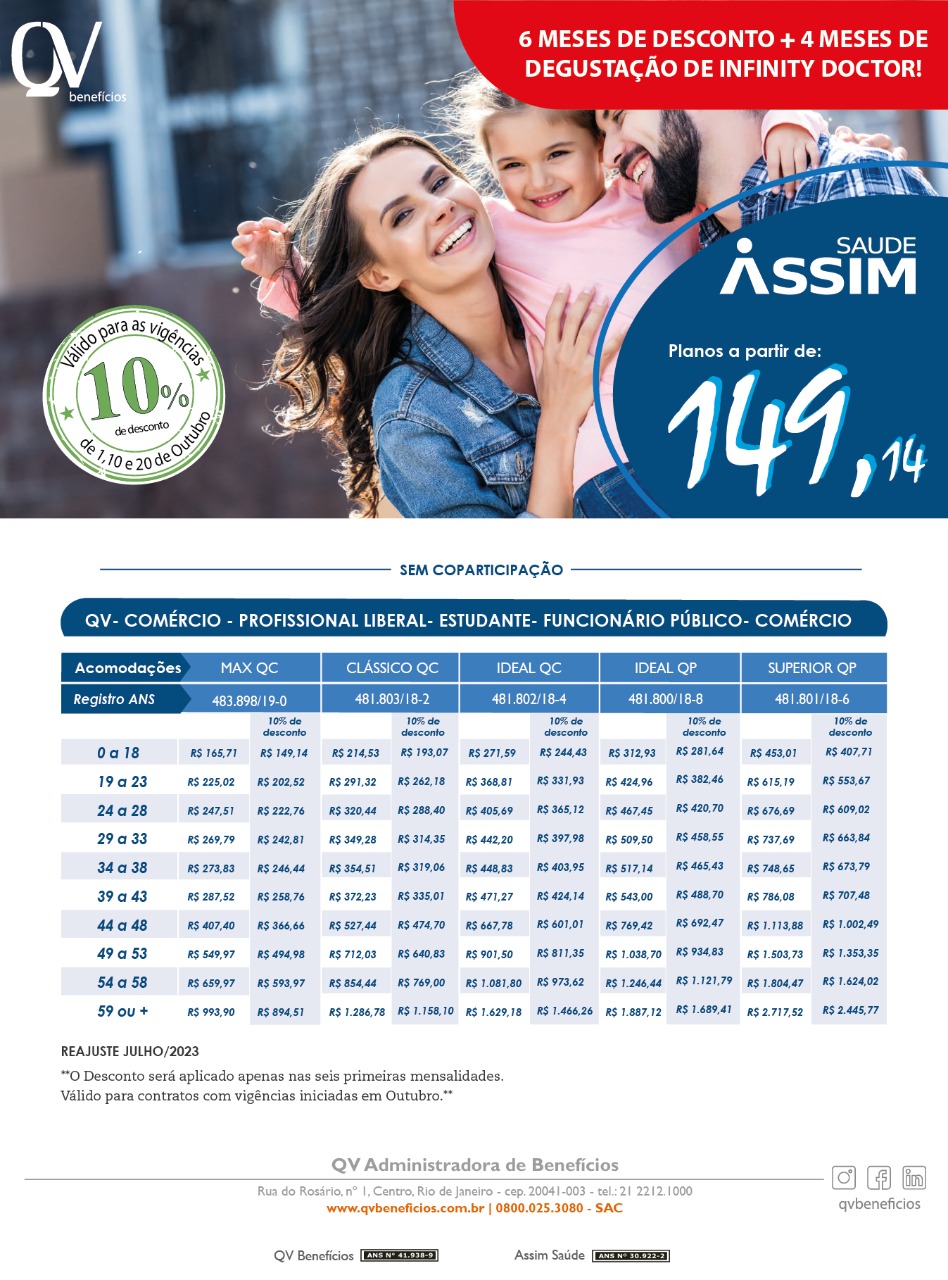 QV
benefícios
6 MESES DE DESCONTO + 4 MESES DE
DEGUSTAÇÃO DE INFINITY DOCTOR!
SAUDE
ASSIM
Planos a partir de:
149,14
Válido para as vigências
10%
de desconto
de 1,10 e 20 de Outubro
SEM COPARTICIPAÇÃO
QV- COMÉRCIO - PROFISSIONAL LIBERAL- ESTUDANTE- FUNCIONÁRIO PÚBLICO- COMÉRCIO
Acomodações MAX QC CLÁSSICO QC IDEAL QC IDEAL QP SUPERIOR QP
Registro ANS 483.898/19-0 481.803/18-2 481.802/18-4 481.800/18-8 481.801/18-6
10% de 10% de 10% de 10% de 10% de
desconto desconto desconto desconto desconto
0 a 18 R$ 165,71 R$ 149,14 R$ 214,53 R$ 193,07 R$ 271,59 R$ 244,43 R$ 312,93 R$ 281,64 R$ 453,01 R$ 407,71
19 a 23 R$ 225,02 R$ 202,52 R$ 291,32 R$ 262,18 R$ 368,81 R$ 331,93 R$ 424,96 R$ 382,46 R$ 615,19 R$ 553,67
24 a 28 R$ 247,51 R$ 222,76 R$ 320,44 R$ 288,40 R$ 405,69 R$ 365,12 R$ 467,45 R$ 420,70 R$ 676,69 R$ 609,02
29 a 33 R$ 269,79 R$ 242,81 R$ 349,28 R$ 314,35 R$ 442,20 R$ 397,98 R$ 509,50 R$ 458,55 R$ 737,69 R$ 663,84
34 a 38 R$ 273,83 R$ 246,44 R$ 354,51 R$ 319,06 R$ 448,83 R$ 403,95 R$ 517,14 R$ 465,43 R$ 748,65 R$ 673,79
39 a 43 R$ 287,52 R$ 258,76 R$ 372,23 R$ 335,01 R$ 471,27 R$ 424,14 R$ 543,00 R$ 488,70 R$ 786,08 R$ 707,48
44 a 48 R$ 407,40 R$ 366,66 R$ 527,44 R$ 474,70 R$ 667,78 R$ 601,01 R$ 769,42 R$ 692,47 R$ 1.113,88 R$ 1.002,49
49 a 53 R$ 549,97 R$ 494,98 R$ 712,03 R$ 640,83 R$ 901,50 R$ 811,35 R$ 1.038,70 R$ 934,83 R$ 1.503,73 R$ 1.353,35
54 a 58 R$ 659,97 R$ 593,97 R$ 854,44 R$ 769,00 R$ 1.081,80 R$ 973,62 R$ 1.246,44 R$ 1.121,79 R$ 1.804,47 R$ 1.624,02
59 ou + R$ 993,90 R$ 894,51 R$ 1.286,78 R$ 1.158,10 R$ 1.629,18 R$ 1.466,26 R$ 1.887,12 R$ 1.689,41 R$ 2.717,52 R$ 2.445,77
REAJUSTE JULHO/2023
**O Desconto será aplicado apenas nas seis primeiras mensalidades.
Válido para contratos com vigências iniciadas em Outubro.**
QV Administradora de Benefícios
Rua do Rosário, nº 1, Centro, Rio de Janeiro - cep. 20041-003 - tel.: 21 2212.1000
www.qvbeneficios.com.br | 0800.025.3080 - SAC
qvbeneficios
QV Benefícios ANS Nº 41.938-9 Assim Saúde ANS Nº 30.922-2